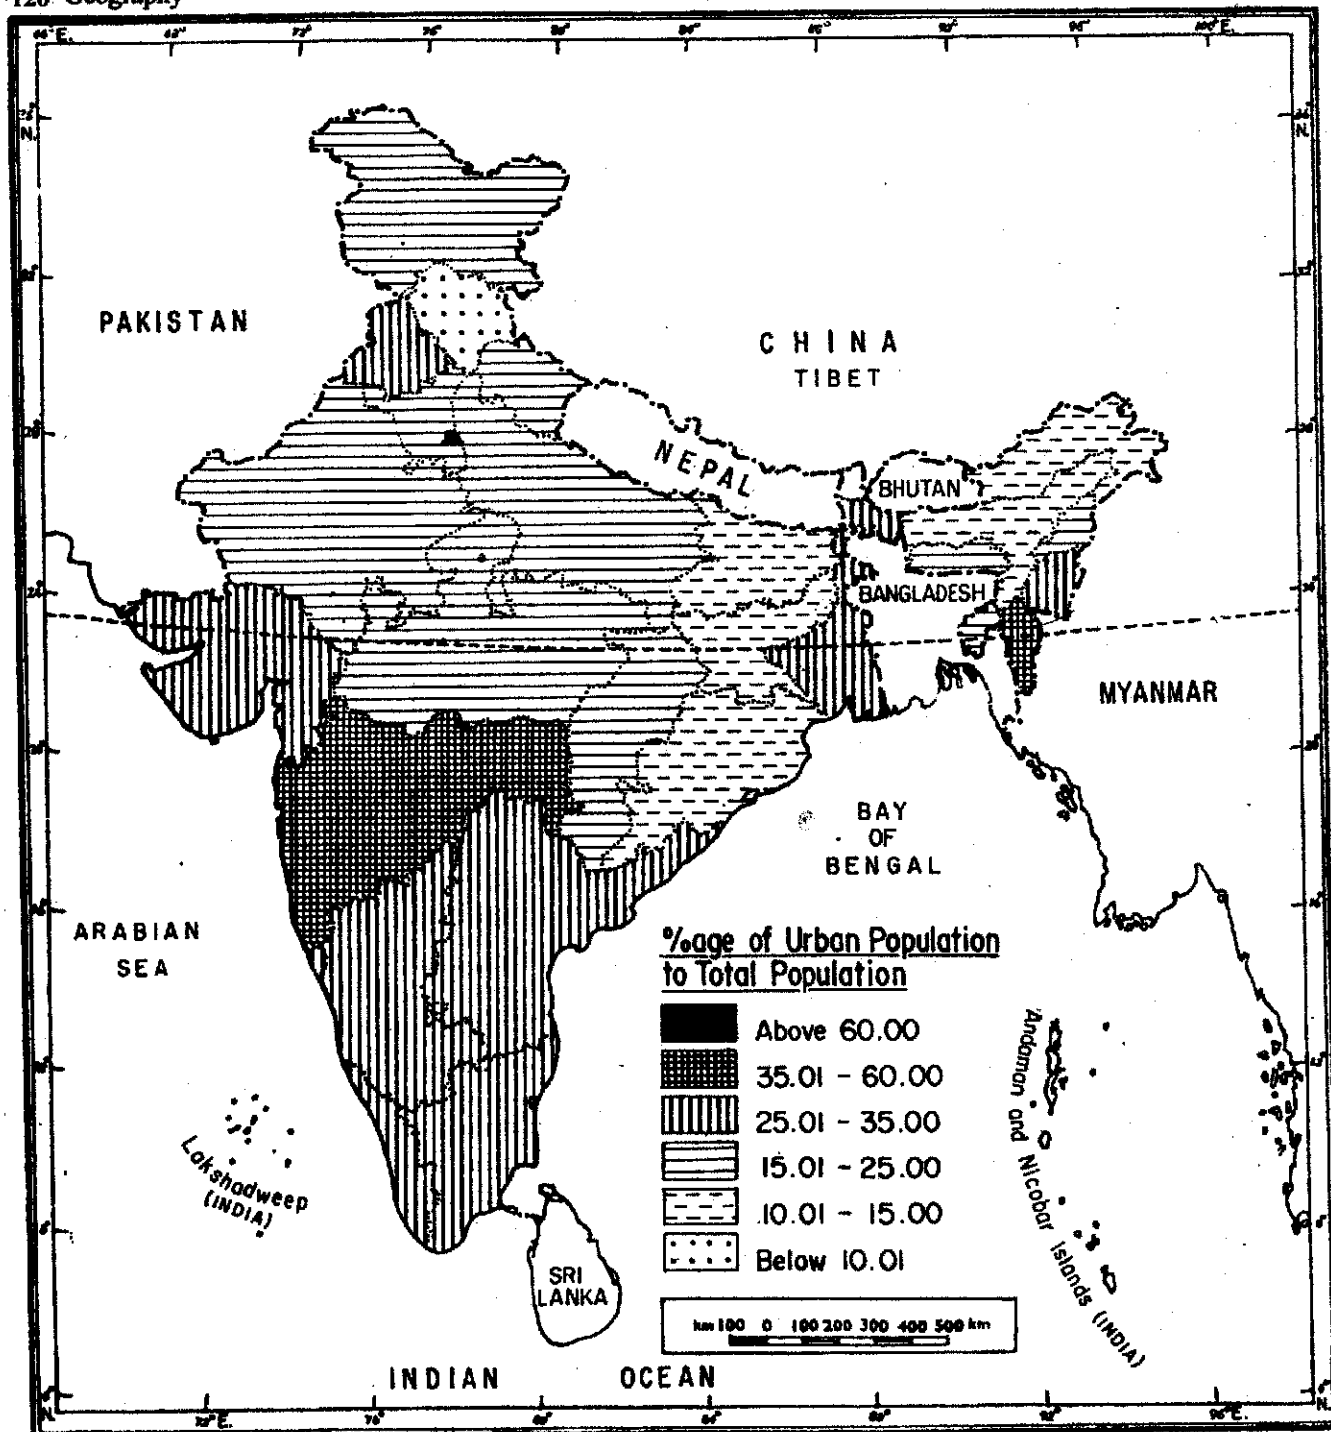 Geography
PAKISTAN
CHINA
TIBET
NEPAL
BHUTAN
BANGLADESH
MYANMAR
BAY
OF
BENGAL
ARABIAN
SEA
%age of Urban Population
to Total Population
Above 60.00
35.01 - 60.00
25.01 - 35.00
15.01 - 25.00
10.01 - 15.00
Below 10.01
Lakshadweep
(INDIA)
Andaman and Nicobar Islands (INDIA)
SRI
LANKA
km 100 0 100 200 300 400 500 km
INDIAN OCEAN